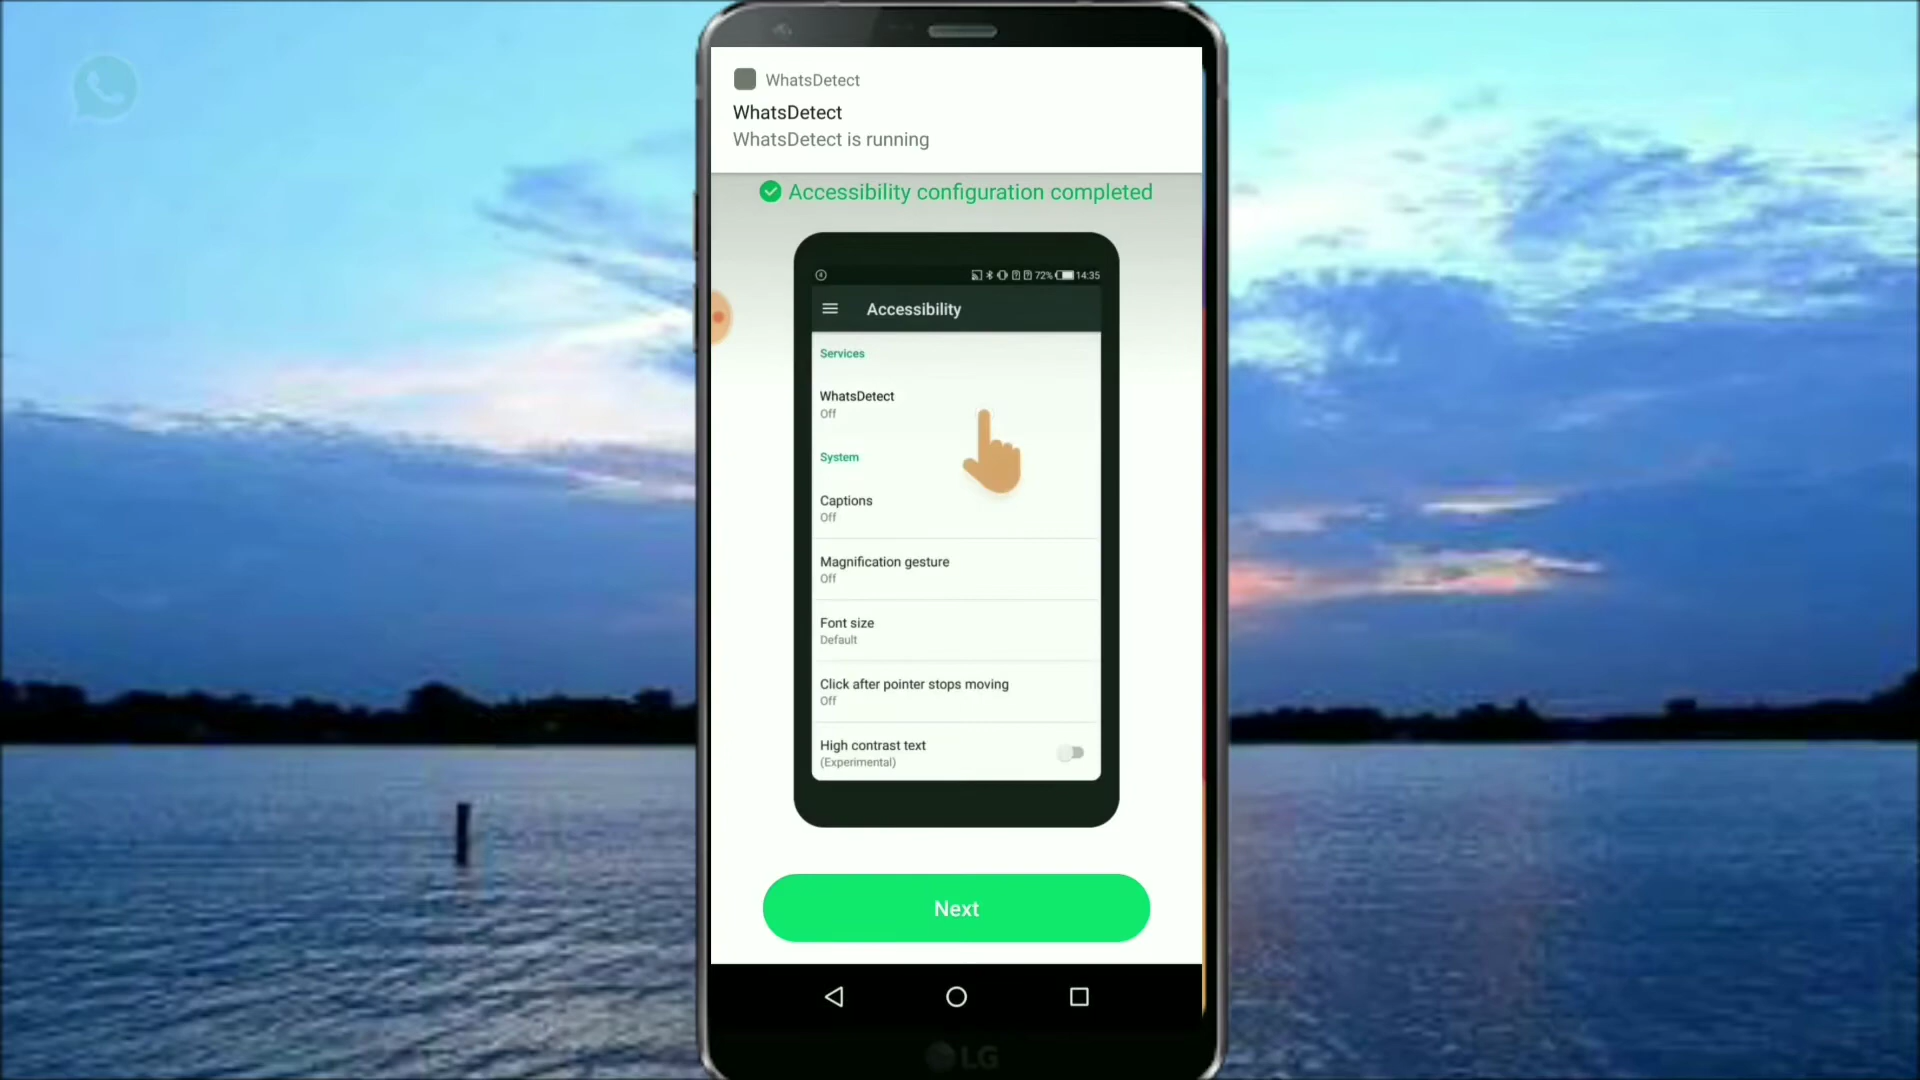 WhatsDetect
WhatsDetect
WhatsDetect is running
Accessibility configuration completed
72% 14:35
Accessibility
Services
WhatsDetect
Off
System
Captions
Off
Magnification gesture
Off
Font size
Default
Click after pointer stops moving
Off
High contrast text
(Experimental)
Next
LG